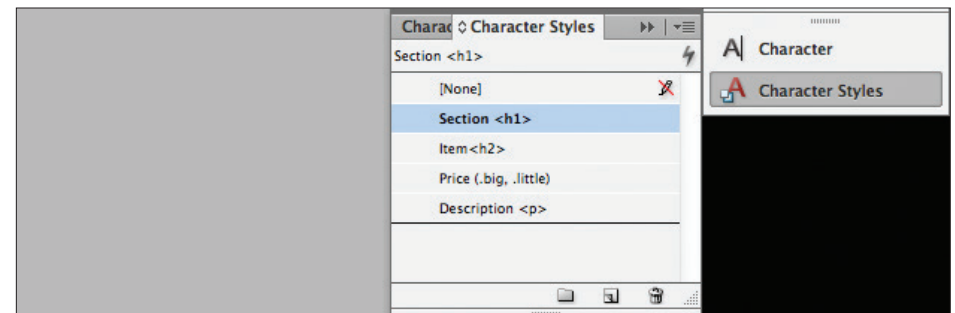 Charac Character Styles
Section <h1>
[None]
Section <h1>
Item<h2>
Price (.big, .little)
Description <p>
A Character
A Character Styles